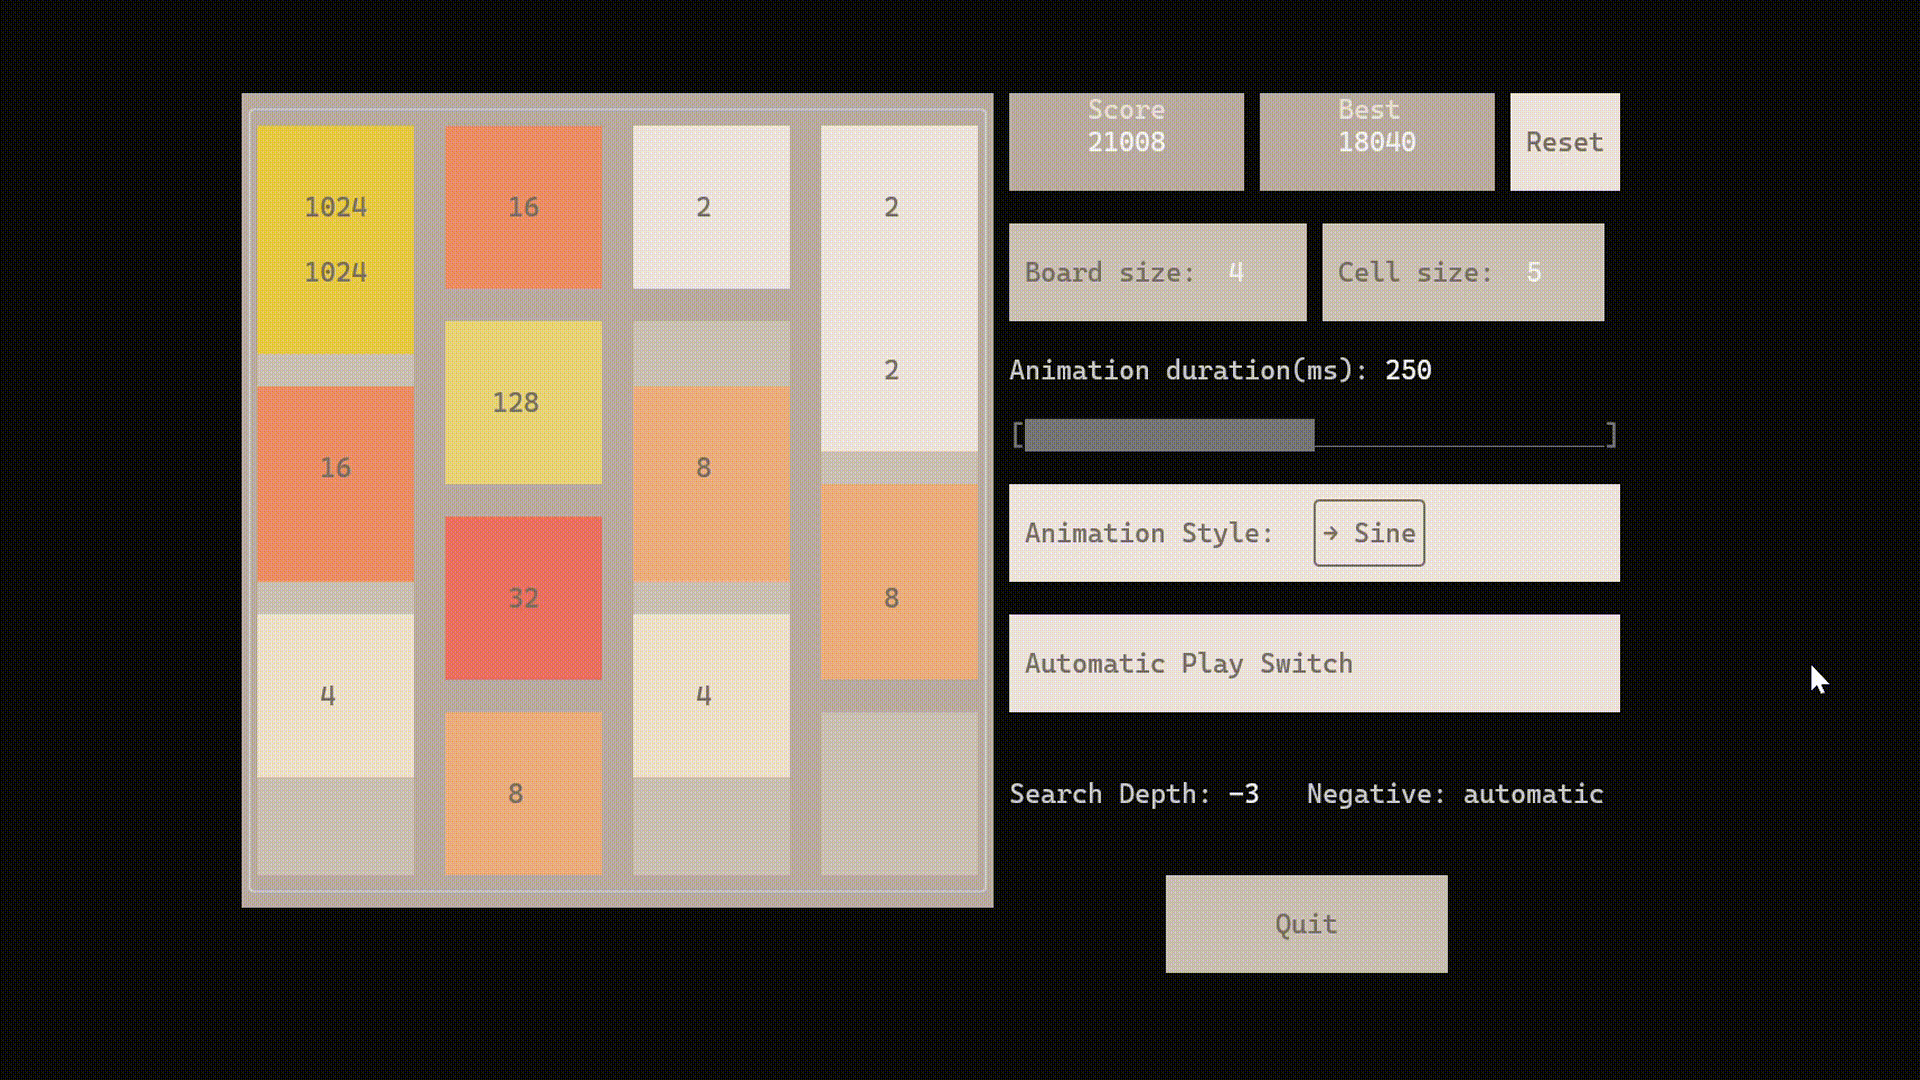 1024 16 2 2
1024
128 2
16 8
32 8
4 4
8
Score
21008
Best
18040
Reset
Board size: 4
Cell size: 5
Animation duration(ms): 250
[ ]
Animation Style: → Sine
Automatic Play Switch
Search Depth: −3 Negative: automatic
Quit